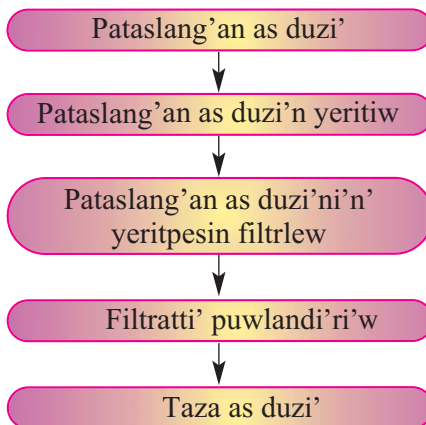 Pataslang'an as duzi'
Pataslang'an as duzi'n yeritiw
Pataslang'an as duzi'ni'n'
yeritpesin filtrlew
Filtratti' puwlandi'ri'w
Taza as duzi'